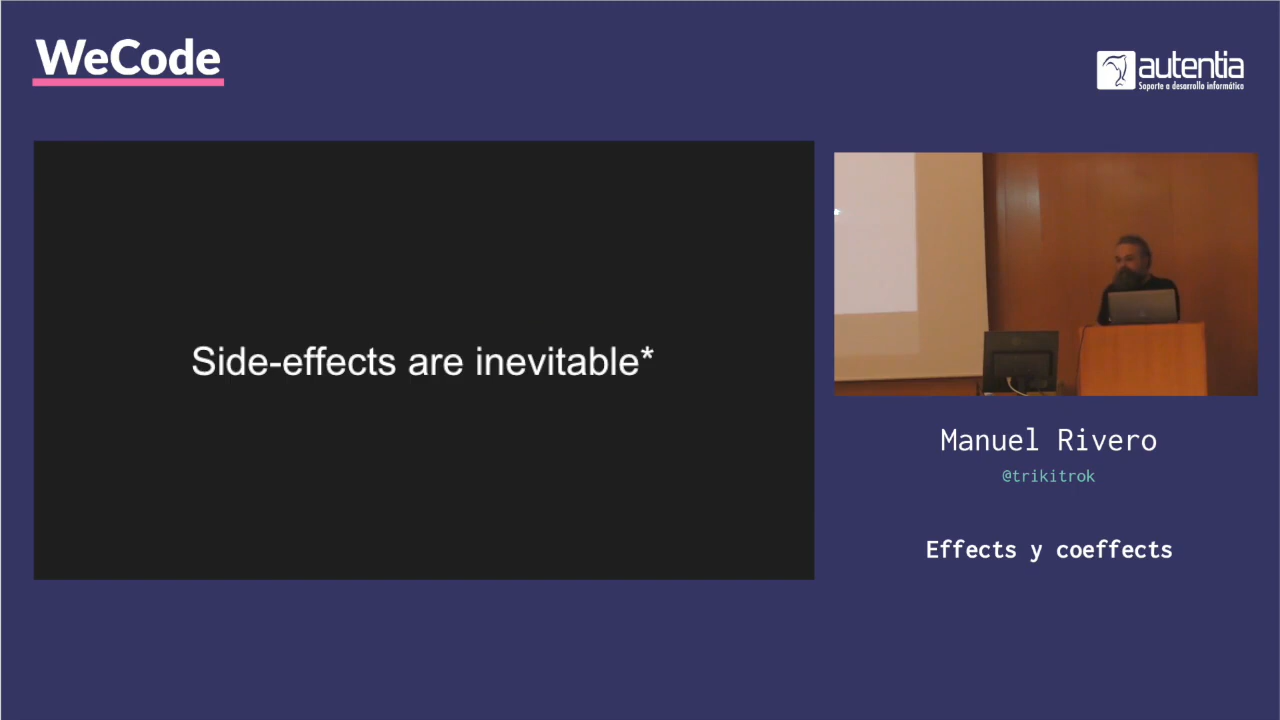 WeCode
autentia
Soporte a desarrollo informático
Side-effects are inevitable*
Manuel Rivero
@trikitrok
Effects y coeffects